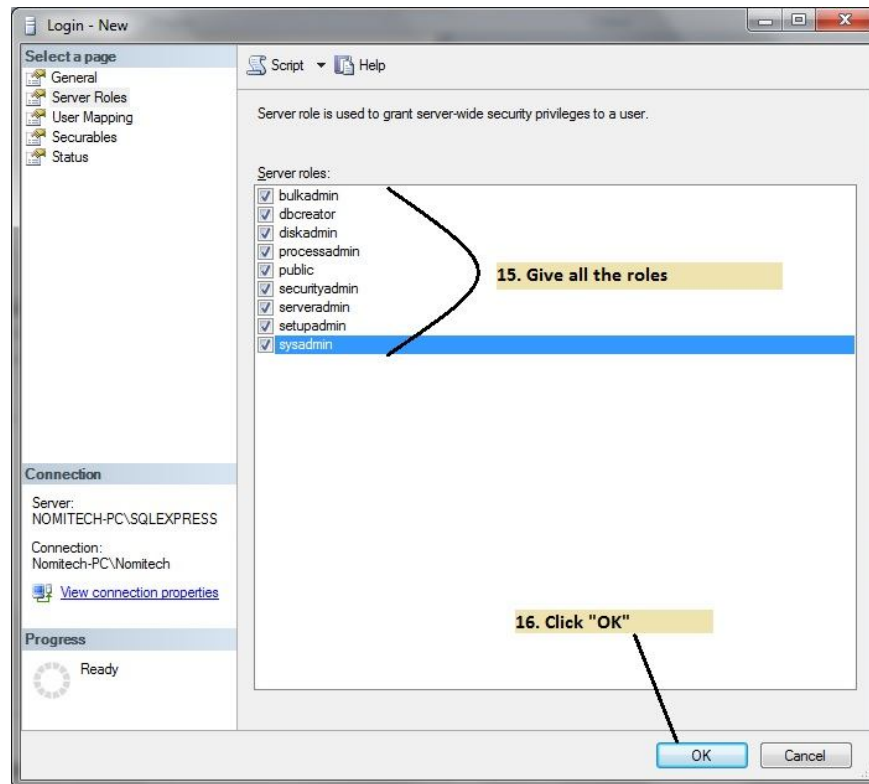 Login - New
Select a page
General
Server Roles
User Mapping
Securables
Status
Script
Help
Server role is used to grant server-wide security privileges to a user.
Server roles:
bulkadmin
dbcreator
diskadmin
processadmin
public
securityadmin
serveradmin
setupadmin
sysadmin
15. Give all the roles
Connection
Server:
NOMITECH-PC\SQLEXPRESS
Connection:
Nomitech-PC\Nomitech
View connection properties
Progress
Ready
16. Click "OK"
OK
Cancel